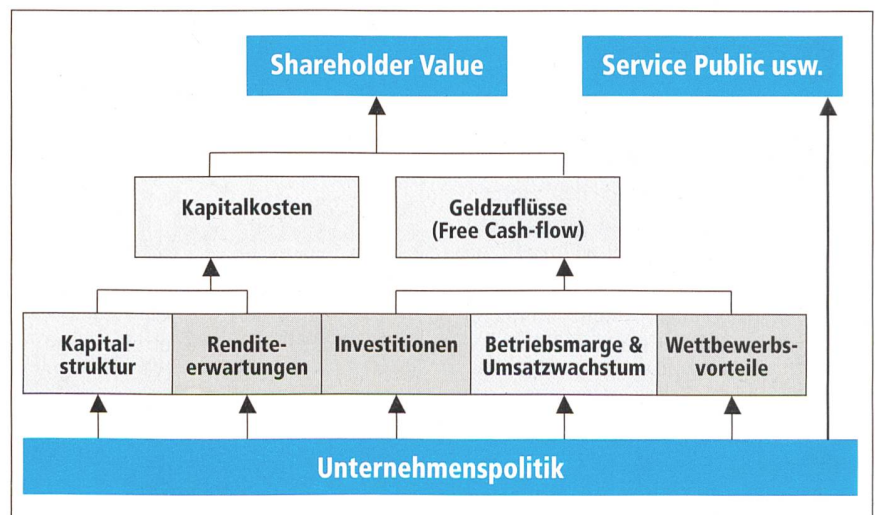 Shareholder Value
Service Public usw.
Kapitalkosten
Geldzuflüsse
(Free Cash-flow)
Kapital-
struktur
Rendite-
erwartungen
Investitionen
Betriebsmarge &
Umsatzwachstum
Wettbewerbs-
vorteile
Unternehmenspolitik